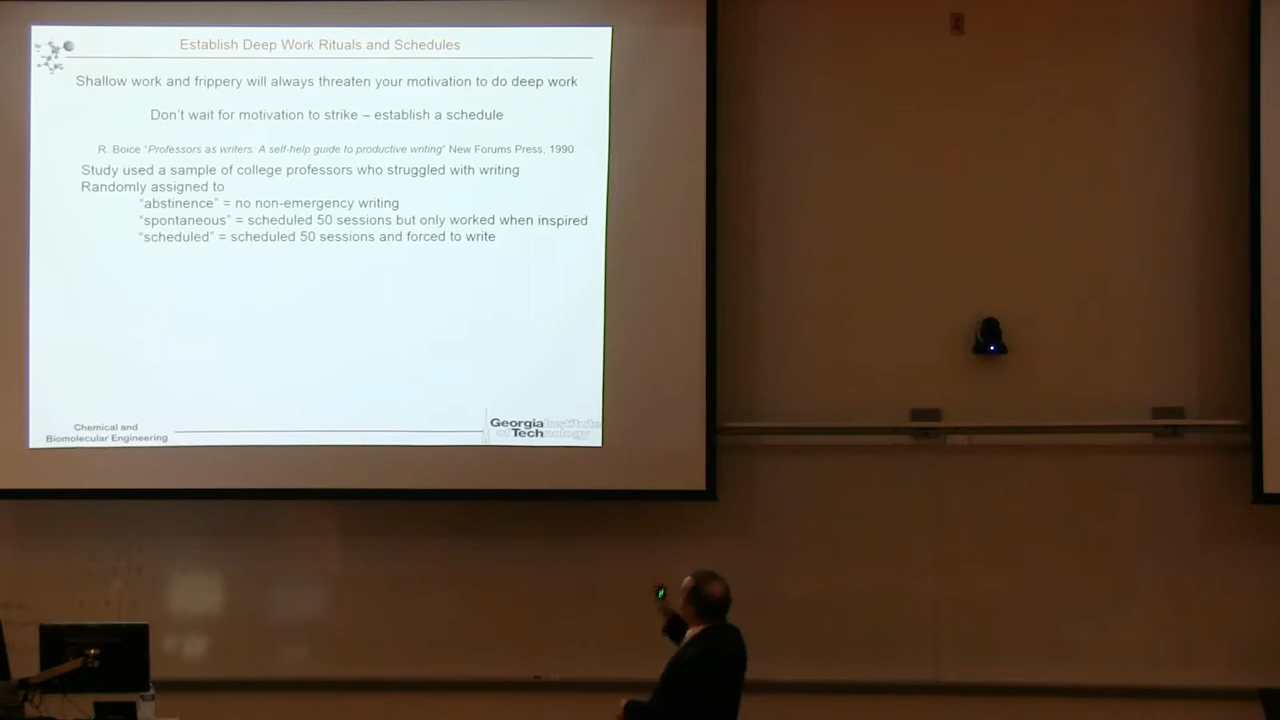 Establish Deep Work Rituals and Schedules
Shallow work and frippery will always threaten your motivation to do deep work
Don't wait for motivation to strike – establish a schedule
R. Boice "Professors as writers: A self-help guide to productive writing" New Forums Press, 1990
Study used a sample of college professors who struggled with writing
Randomly assigned to
"abstinence" = no non-emergency writing
"spontaneous" = scheduled 50 sessions but only worked when inspired
"scheduled" = scheduled 50 sessions and forced to write
Chemical and
Biomolecular Engineering
Georgia Institute
of Technology